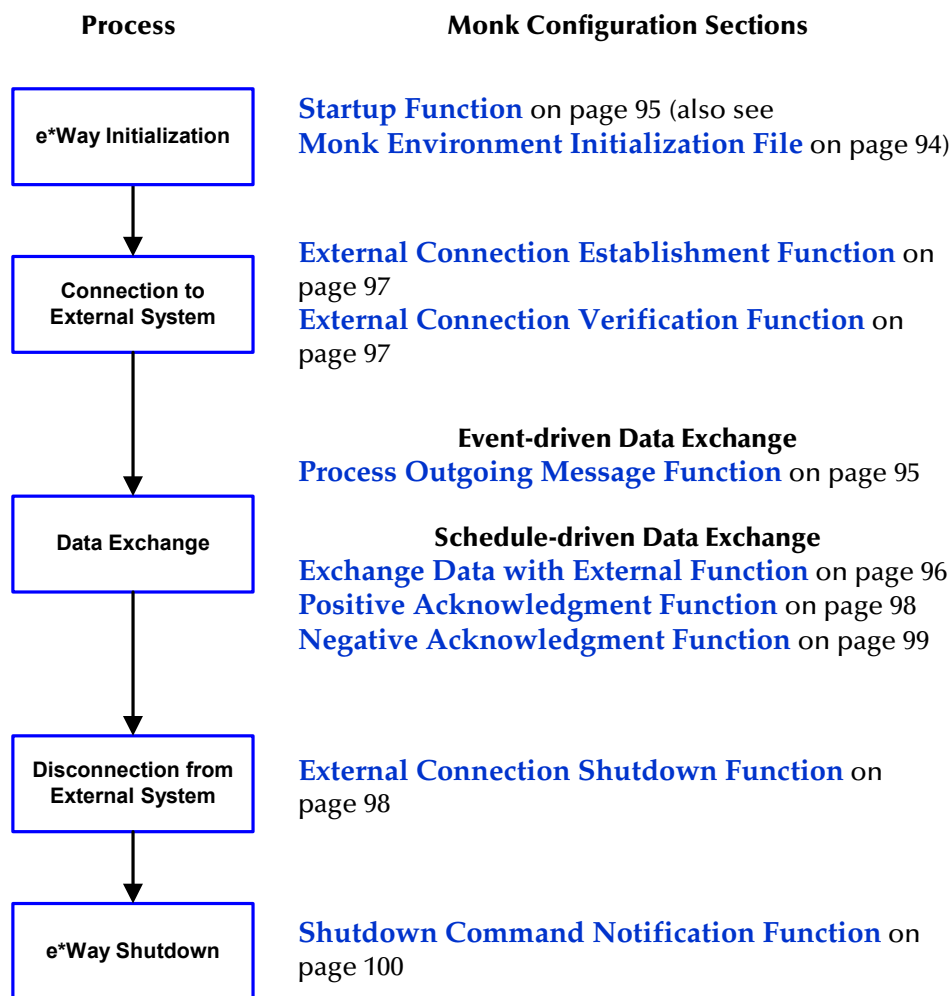 Process
Monk Configuration Sections
e*Way Initialization
Startup Function on page 95 (also see
Monk Environment Initialization File on page 94)
Connection to
External System
External Connection Establishment Function on
page 97
External Connection Verification Function on
page 97
Data Exchange
Event-driven Data Exchange
Process Outgoing Message Function on page 95
Schedule-driven Data Exchange
Exchange Data with External Function on page 96
Positive Acknowledgment Function on page 98
Negative Acknowledgment Function on page 99
Disconnection from
External System
External Connection Shutdown Function on
page 98
e*Way Shutdown
Shutdown Command Notification Function on
page 100